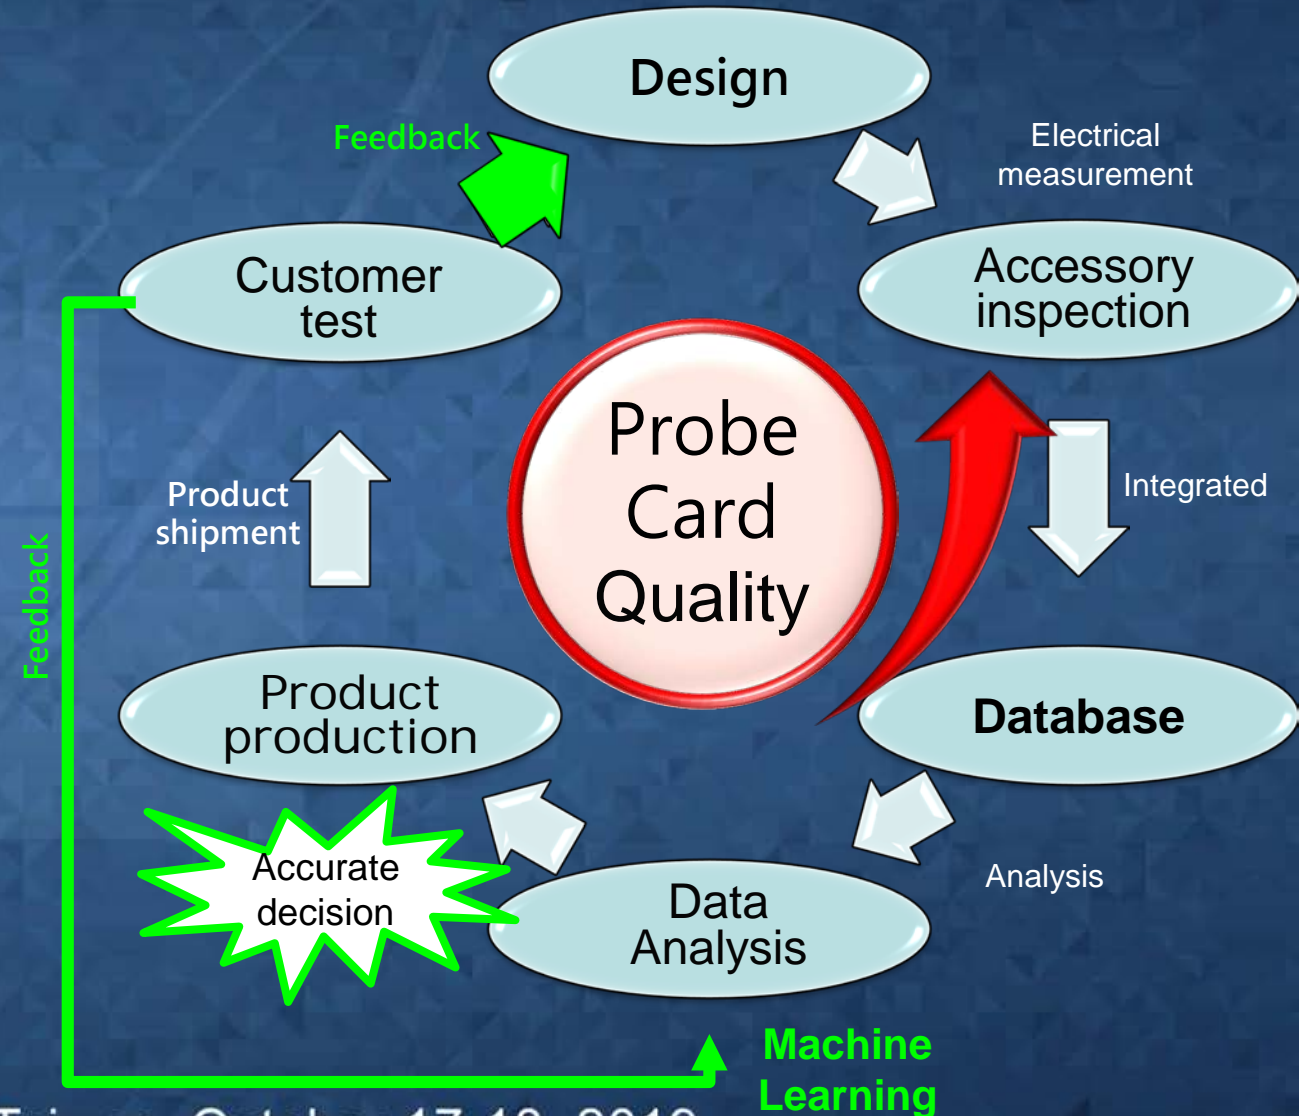 Design
Feedback
Electrical
measurement
Customer
test
Accessory
inspection
Probe
Card
Quality
Product
shipment
Integrated
Feedback
Product
production
Database
Accurate
decision
Data
Analysis
Analysis
Machine
Learning